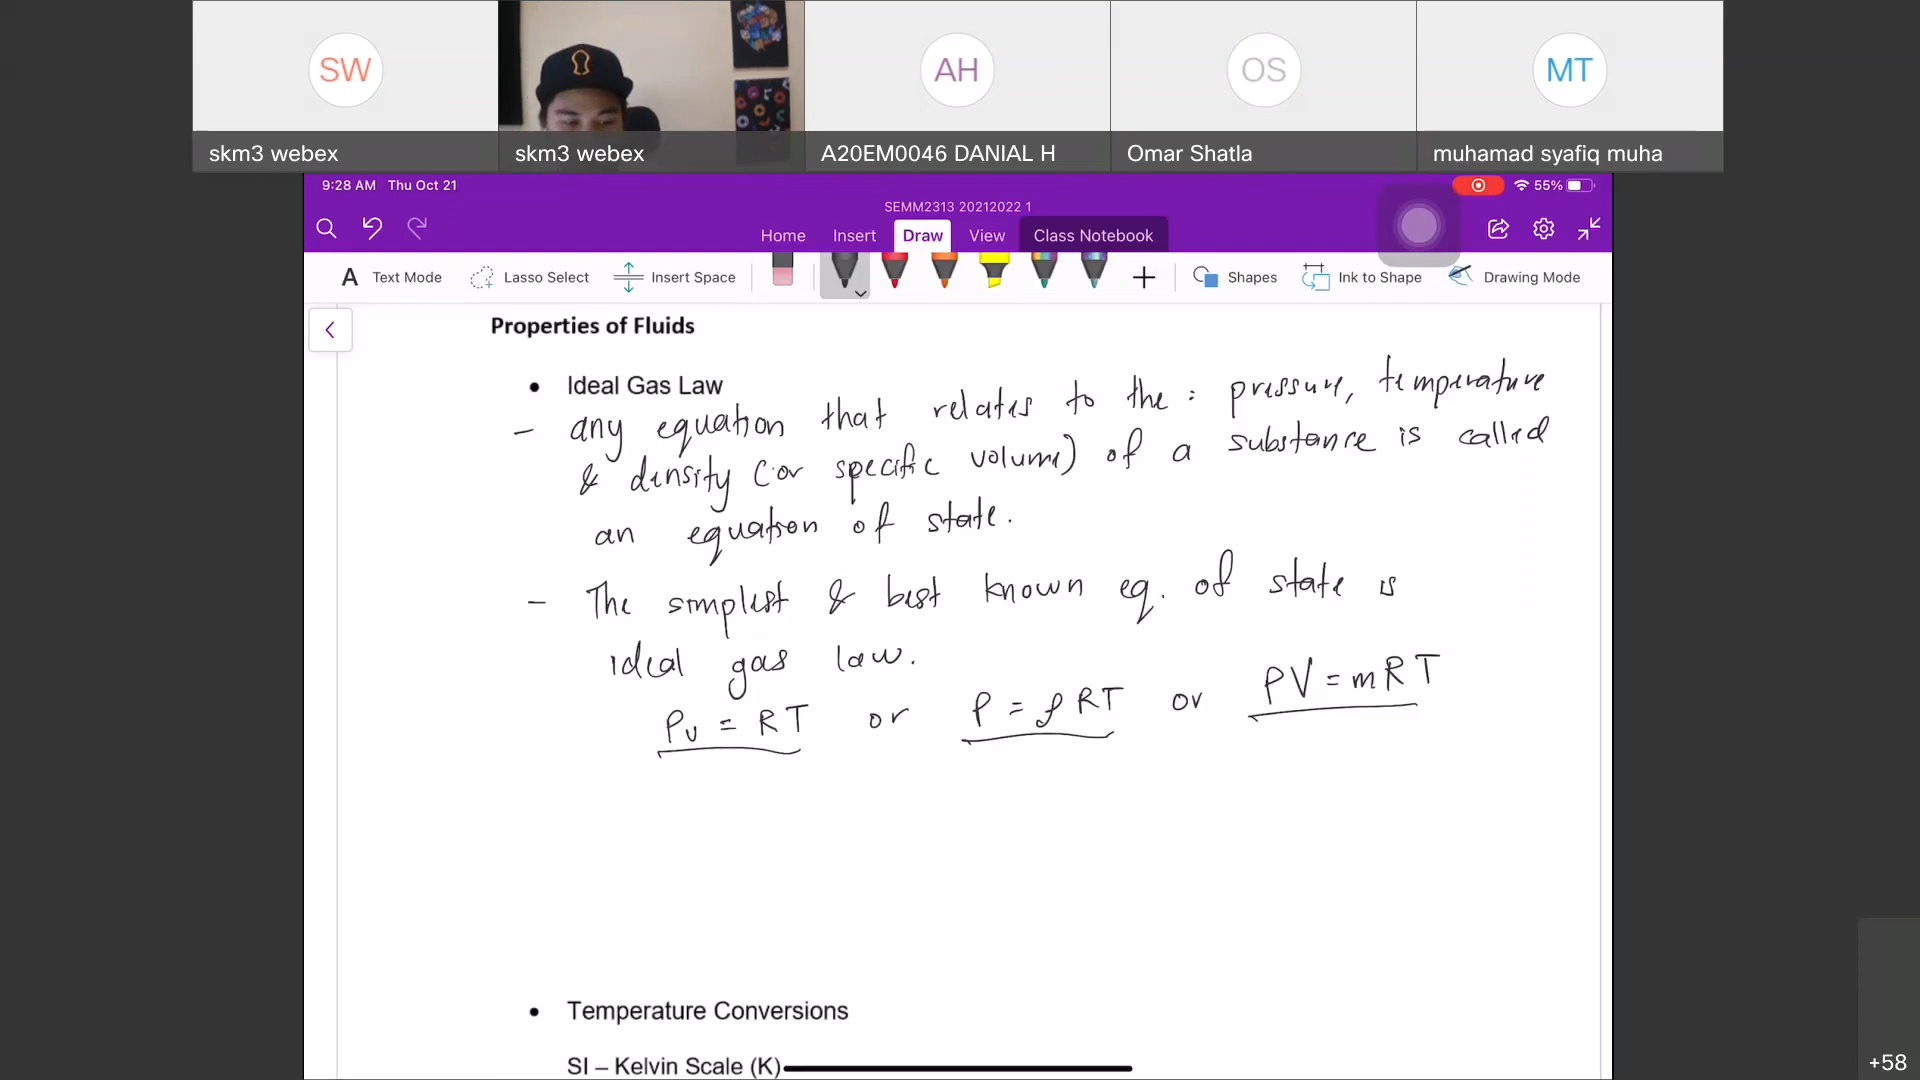 SW
AH
OS
MT
skm3 webex
skm3 webex
A20EM0046 DANIAL H
Omar Shatla
muhamad syafiq muha
9:28 AM Thu Oct 21
55%
SEMM2313 20212022 1
Home Insert Draw View Class Notebook
A Text Mode Lasso Select Insert Space Shapes Ink to Shape Drawing Mode
Properties of Fluids
• Ideal Gas Law
– any equation that relates to the : pressure, temperature
& density (or specific volume) of a substance is called
an equation of state.
– The simplest & best known eq. of state is
ideal gas law.
Pv = RT or P = ρRT or PV = mRT
• Temperature Conversions
SI – Kelvin Scale (K)
+58